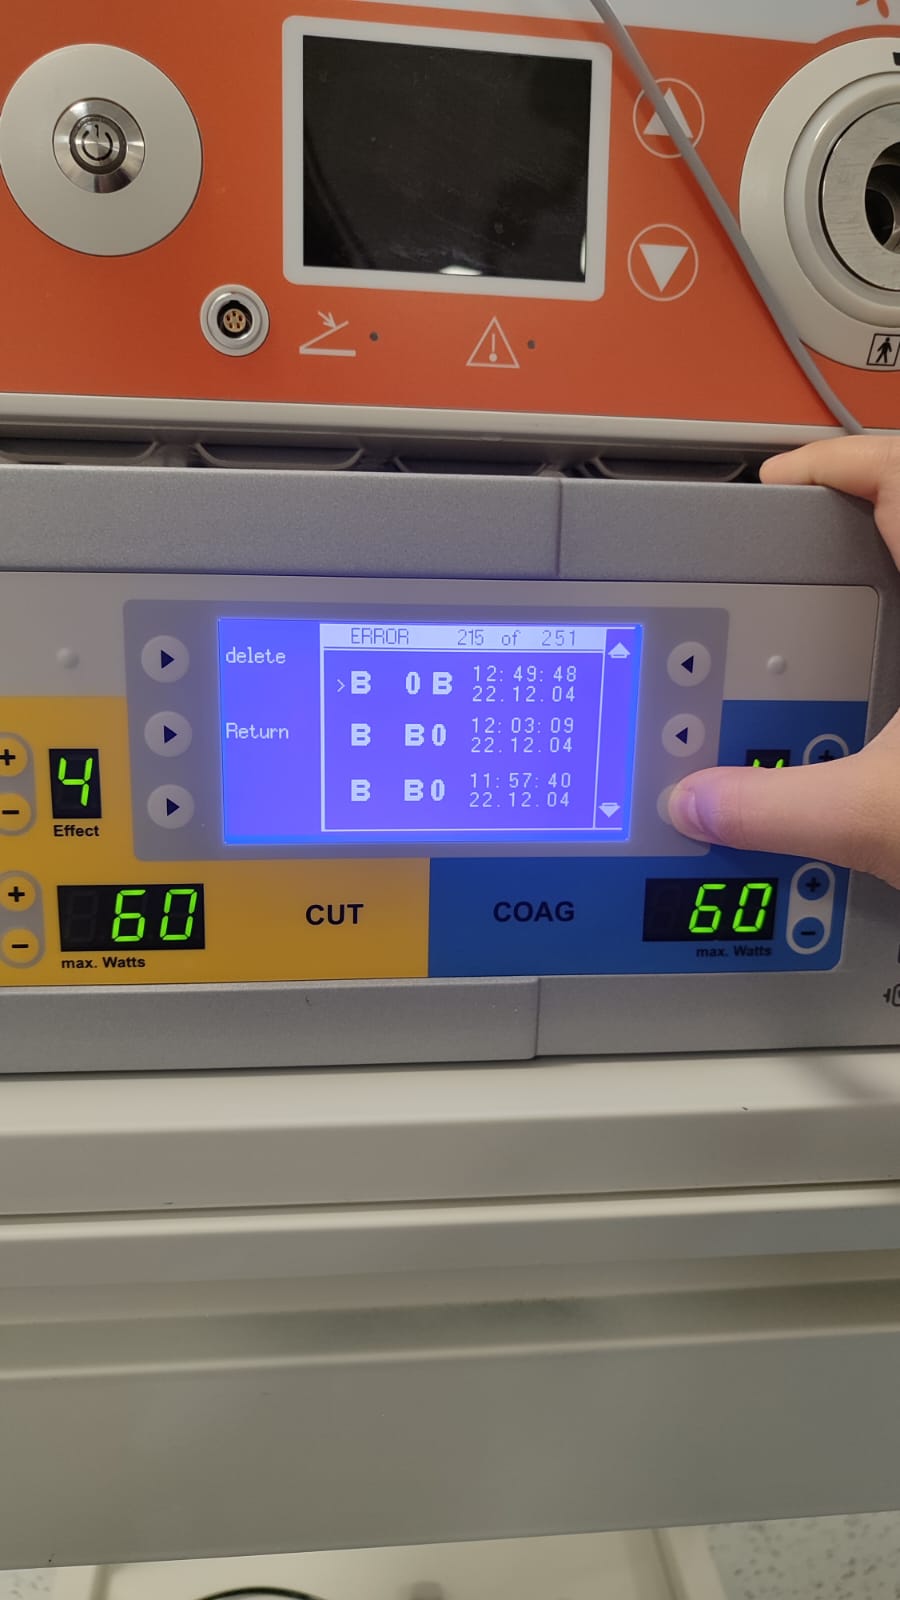 ERROR 215 of 251
delete
>B 0 B 12:49:48
22.12.04
Return
B B0 12:03:09
22.12.04
B B0 11:57:40
22.12.04
+
4
-
Effect
+
60
-
max. Watts
CUT
COAG
60
+
-
max. Watts